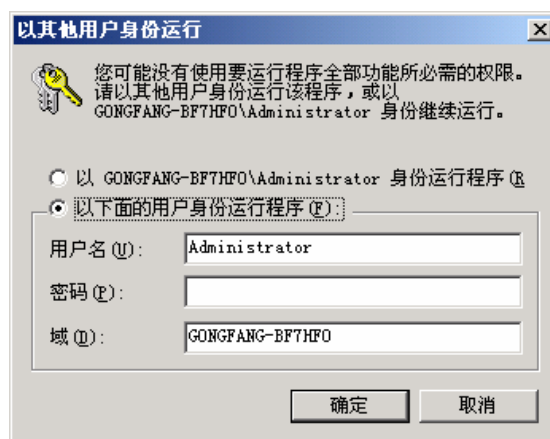 以其他用户身份运行
您可能没有使用要运行程序全部功能所必需的权限。
请以其他用户身份运行该程序，或以
GONGFANG-BF7HFO\Administrator 身份继续运行。
以 GONGFANG-BF7HFO\Administrator 身份运行程序(R
以下面的用户身份运行程序(F):
用户名(U): Administrator
密码(P):
域(D): GONGFANG-BF7HFO
确定 取消